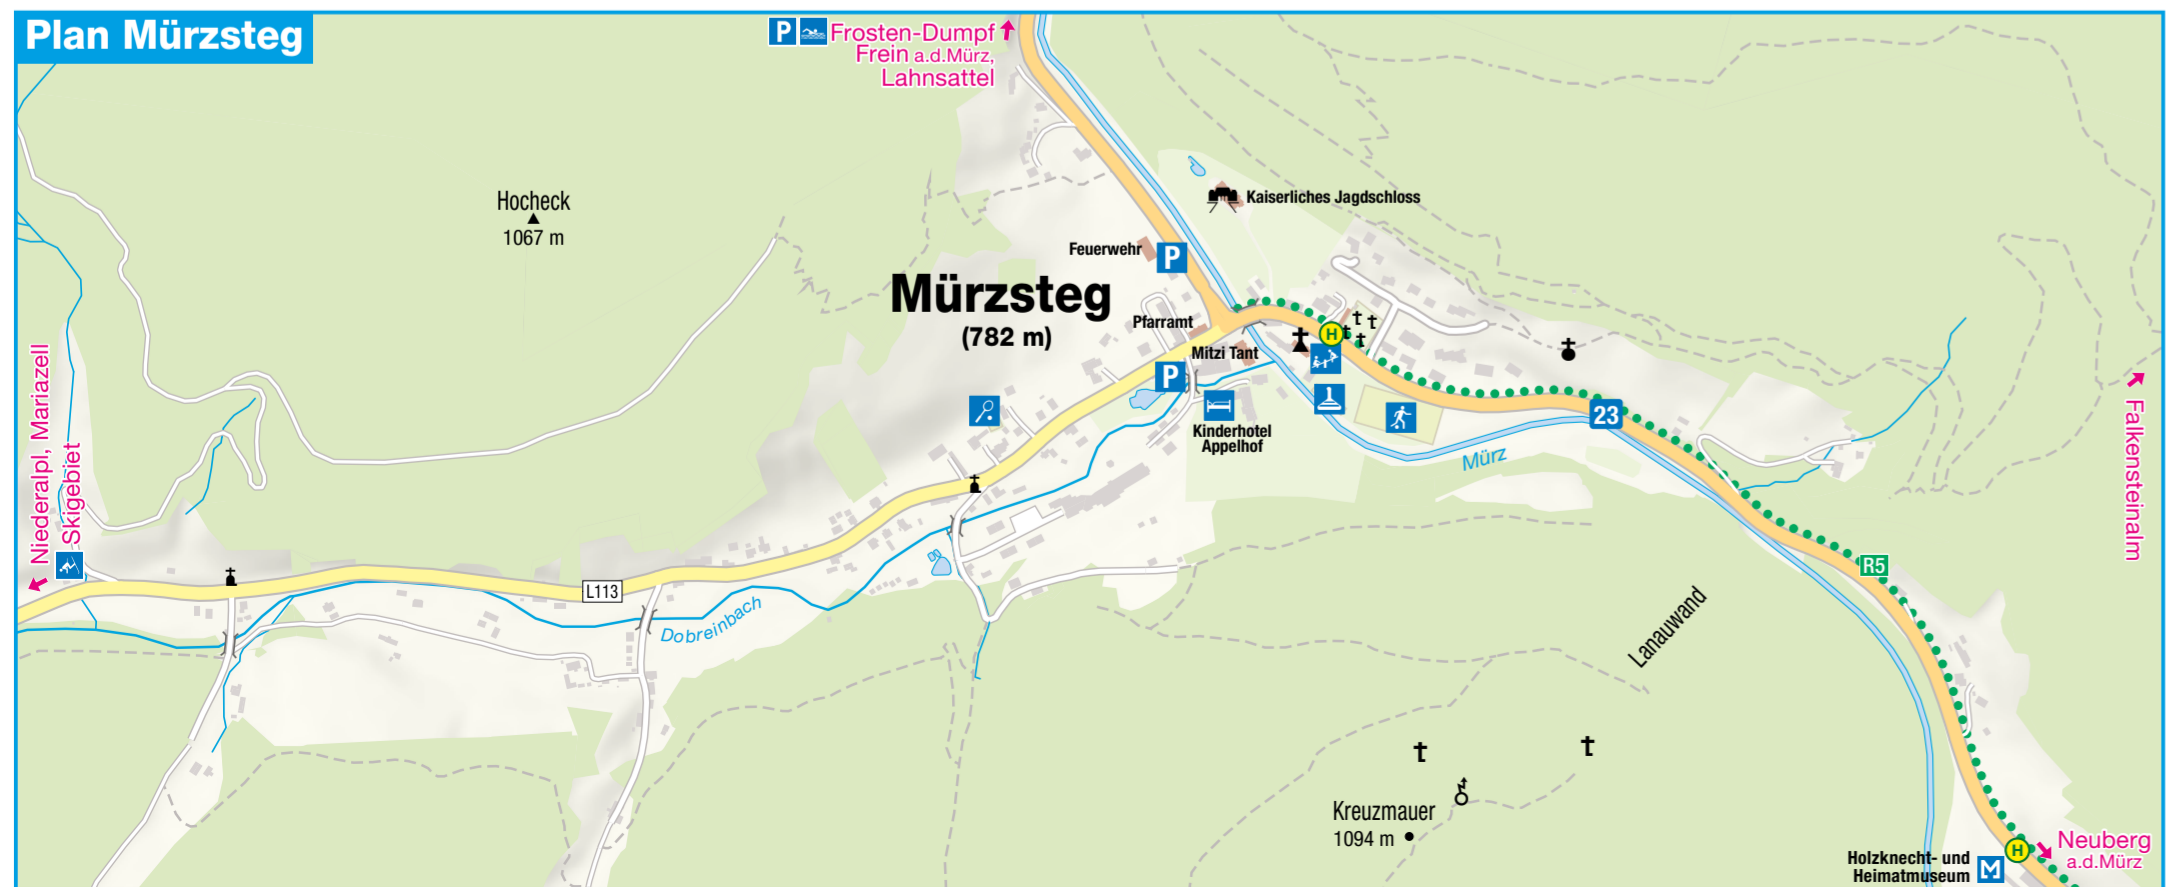 Plan Mürzsteg
P
Frosten-Dumpf
Frein a.d.Mürz,
Lahnsattel
Hocheck
1067 m
Kaiserliches Jagdschloss
Feuerwehr
P
Mürzsteg
(782 m)
Pfarramt
Mitzi Tant
H
P
Kinderhotel
Appelhof
23
Mürz
Niederalpl, Mariazell
Skigebiet
Falkensteinalm
L113
Dobreinbach
R5
Lanauwand
Kreuzmauer
1094 m
H
Neuberg
a.d.Mürz
Holzknecht- und
Heimatmuseum
M